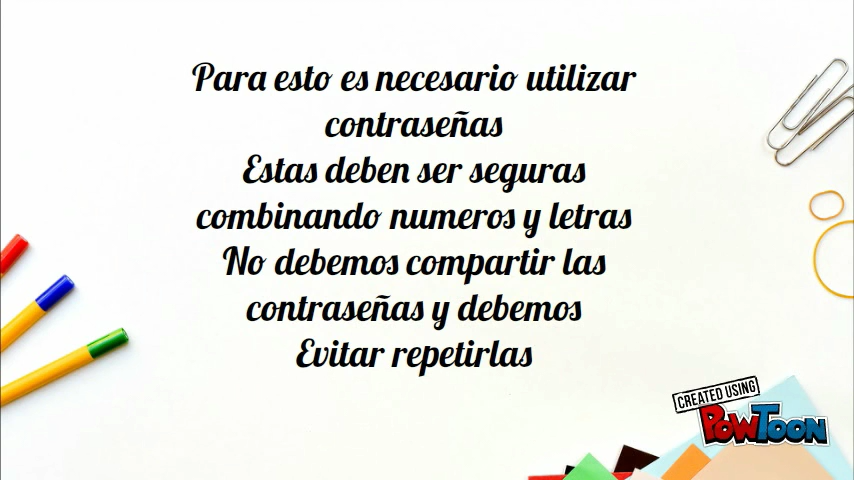 Para esto es necesario utilizar
contraseñas
Estas deben ser seguras
combinando numeros y letras
No debemos compartir las
contraseñas y debemos
Evitar repetirlas
CREATED USING
POWTOON